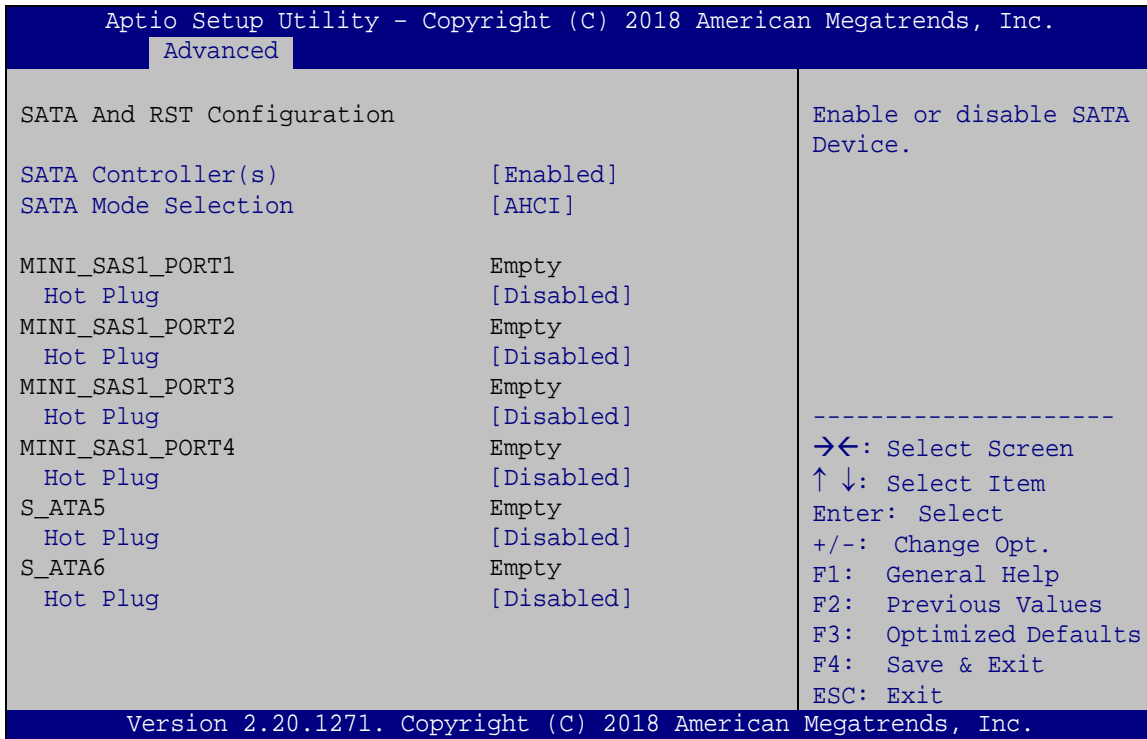 Aptio Setup Utility – Copyright (C) 2018 American Megatrends, Inc.
Advanced
SATA And RST Configuration
SATA Controller(s) [Enabled]
SATA Mode Selection [AHCI]
MINI_SAS1_PORT1 Empty
Hot Plug [Disabled]
MINI_SAS1_PORT2 Empty
Hot Plug [Disabled]
MINI_SAS1_PORT3 Empty
Hot Plug [Disabled]
MINI_SAS1_PORT4 Empty
Hot Plug [Disabled]
S_ATA5 Empty
Hot Plug [Disabled]
S_ATA6 Empty
Hot Plug [Disabled]
Enable or disable SATA
Device.
---------------------
→←: Select Screen
↑ ↓: Select Item
Enter: Select
+/-: Change Opt.
F1: General Help
F2: Previous Values
F3: Optimized Defaults
F4: Save & Exit
ESC: Exit
Version 2.20.1271. Copyright (C) 2018 American Megatrends, Inc.